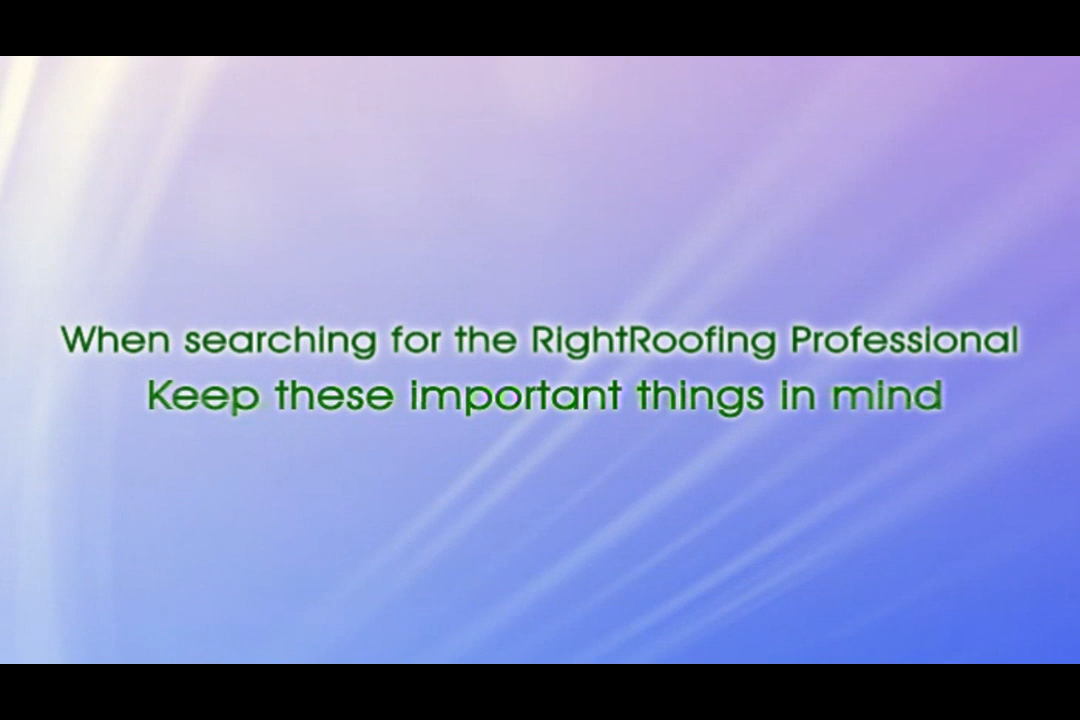 When searching for the RightRoofing Professional
Keep these important things in mind